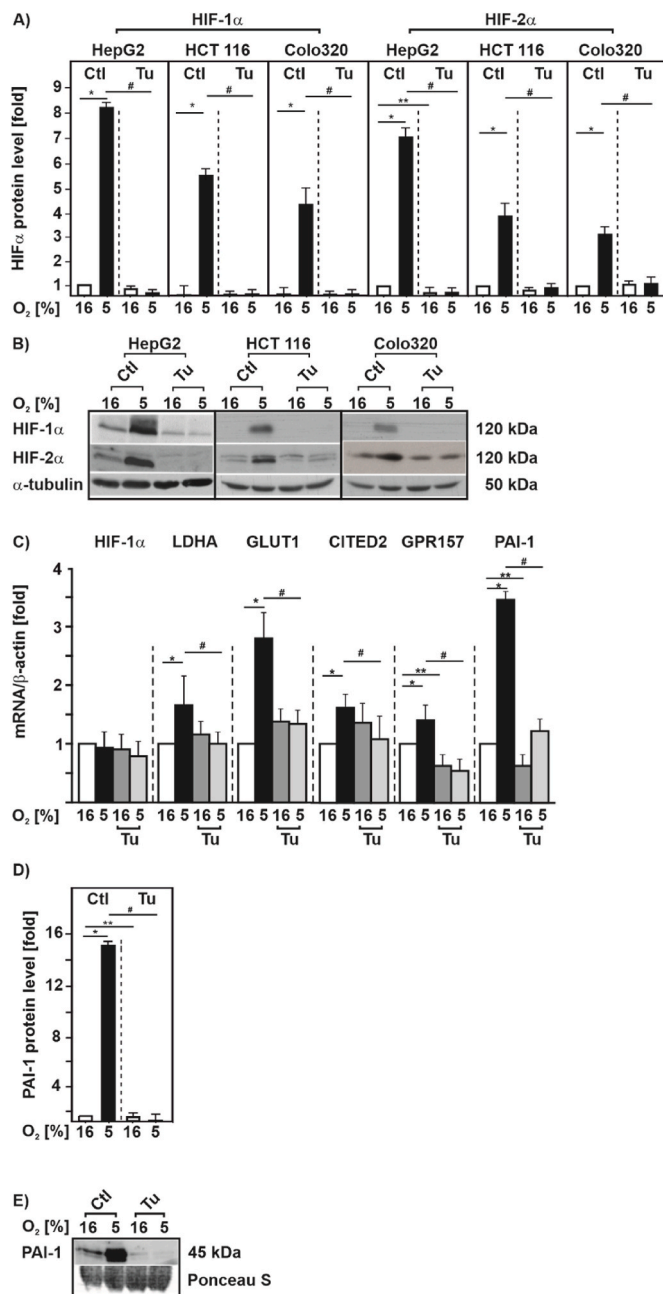 A)
HIF-1α HIF-2α
HepG2 HCT 116 Colo320 HepG2 HCT 116 Colo320
Ctl Tu Ctl Tu Ctl Tu Ctl Tu Ctl Tu Ctl Tu
* # * # * # * ** # * # * #
HIFα protein level [fold]
9
8
7
6
5
4
3
2
1
O₂ [%] 16 5 16 5 16 5 16 5 16 5 16 5 16 5 16 5 16 5 16 5 16 5 16 5
B)
HepG2 HCT 116 Colo320
Ctl Tu Ctl Tu Ctl Tu
O₂ [%] 16 5 16 5 16 5 16 5 16 5 16 5
HIF-1α 120 kDa
HIF-2α 120 kDa
α-tubulin 50 kDa
C)
HIF-1α LDHA GLUT1 CITED2 GPR157 PAI-1
* # * # * # * ** # * ** #
mRNA/β-actin [fold]
4
3
2
1
O₂ [%] 16 5 16 5 16 5 16 5 16 5 16 5 16 5 16 5 16 5 16 5 16 5 16 5
Tu Tu Tu Tu Tu Tu
D)
Ctl Tu
#
**
*
PAI-1 protein level [fold]
16
12
8
4
O₂ [%] 16 5 16 5
E)
Ctl Tu
O₂ [%] 16 5 16 5
PAI-1 45 kDa
Ponceau S